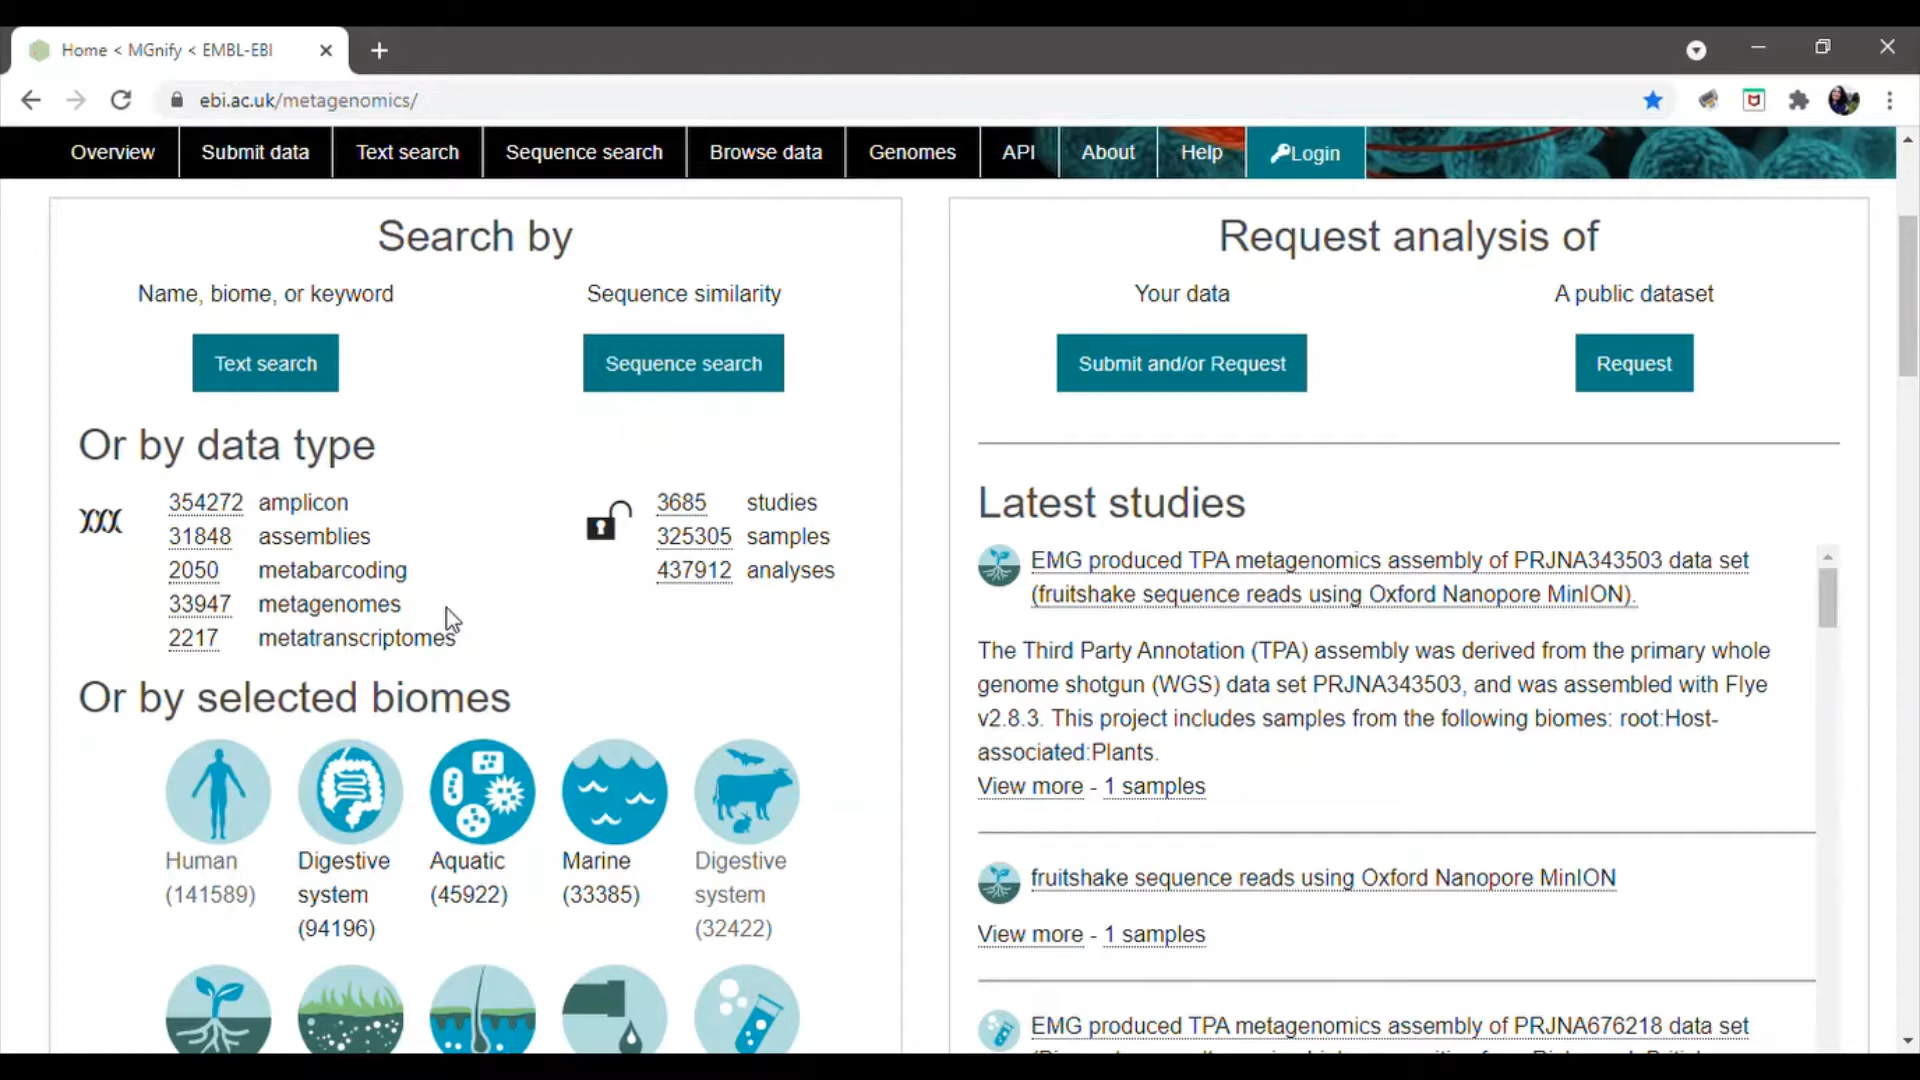 Home < MGnify < EMBL-EBI
ebi.ac.uk/metagenomics/
Overview
Submit data
Text search
Sequence search
Browse data
Genomes
API
About
Help
Login
Search by
Name, biome, or keyword
Sequence similarity
Text search
Sequence search
Or by data type
354272 amplicon
31848 assemblies
2050 metabarcoding
33947 metagenomes
2217 metatranscriptomes
3685 studies
325305 samples
437912 analyses
Or by selected biomes
Human
(141589)
Digestive
system
(94196)
Aquatic
(45922)
Marine
(33385)
Digestive
system
(32422)
Request analysis of
Your data
A public dataset
Submit and/or Request
Request
Latest studies
EMG produced TPA metagenomics assembly of PRJNA343503 data set
(fruitshake sequence reads using Oxford Nanopore MinION).
The Third Party Annotation (TPA) assembly was derived from the primary whole
genome shotgun (WGS) data set PRJNA343503, and was assembled with Flye
v2.8.3. This project includes samples from the following biomes: root:Host-
associated:Plants.
View more - 1 samples
fruitshake sequence reads using Oxford Nanopore MinION
View more - 1 samples
EMG produced TPA metagenomics assembly of PRJNA676218 data set